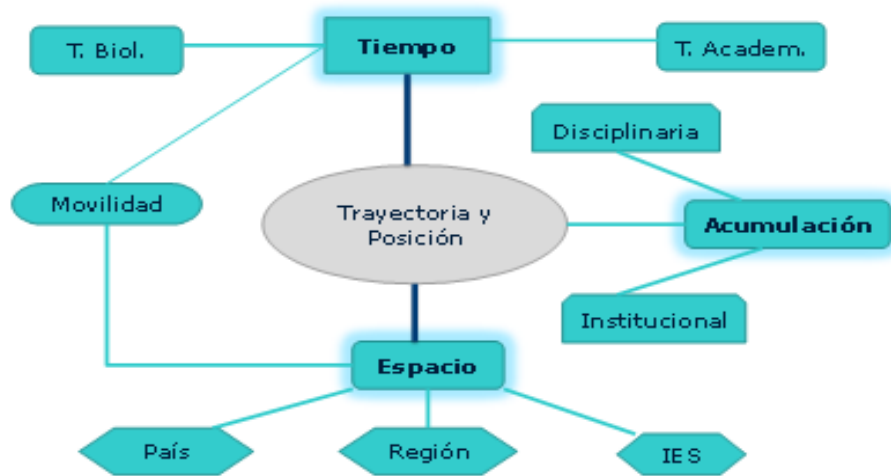 Tiempo
T. Biol.
T. Academ.
Disciplinaria
Movilidad
Trayectoria y
Posición
Acumulación
Institucional
Espacio
País
Región
IES